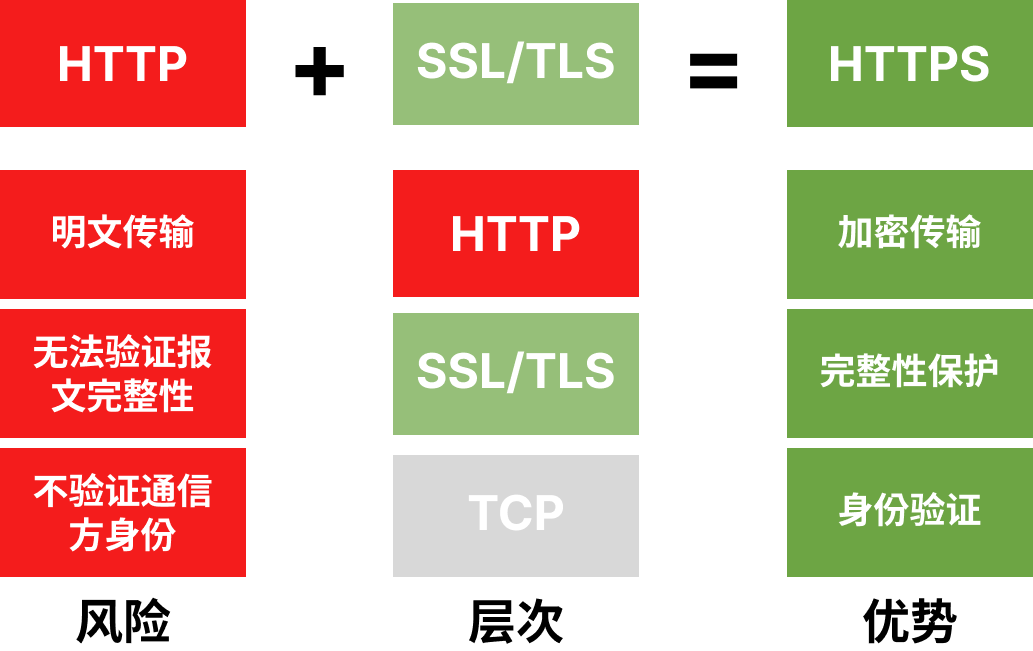 HTTP + SSL/TLS = HTTPS
明文传输
无法验证报
文完整性
不验证通信
方身份
风险
HTTP
SSL/TLS
TCP
层次
加密传输
完整性保护
身份验证
优势